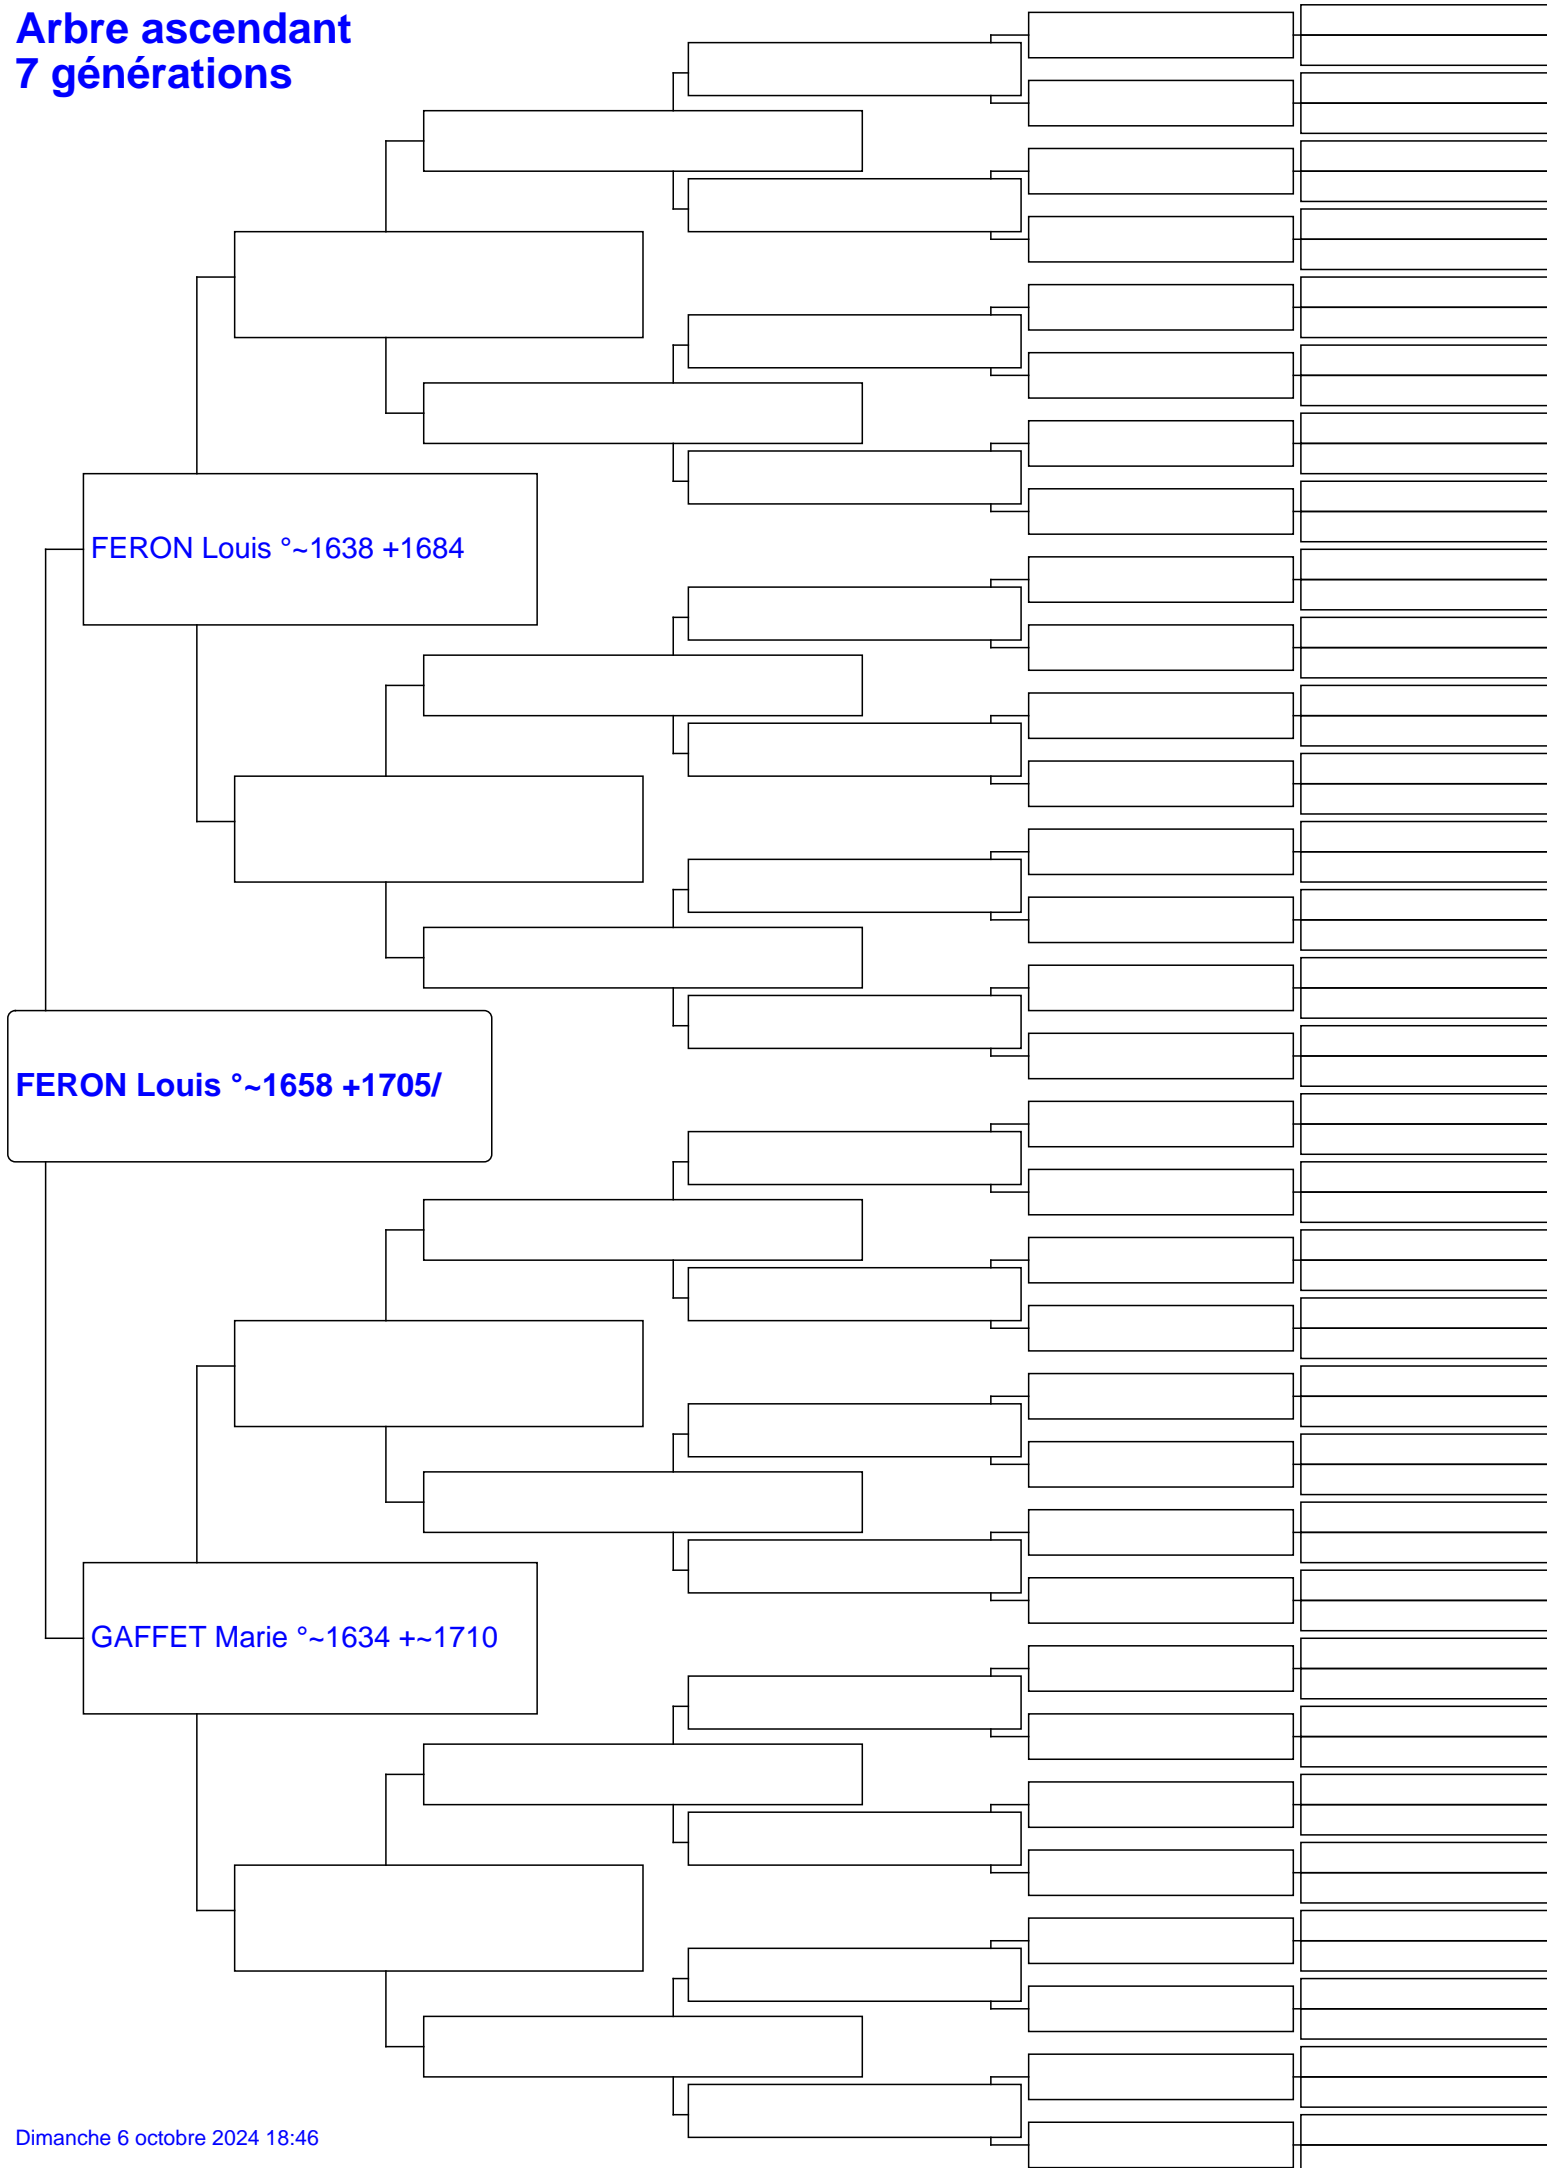 Arbre ascendant
7 générations
FERON Louis °~1638 +1684
FERON Louis °~1658 +1705/
GAFFET Marie °~1634 +~1710
Dimanche 6 octobre 2024 18:46